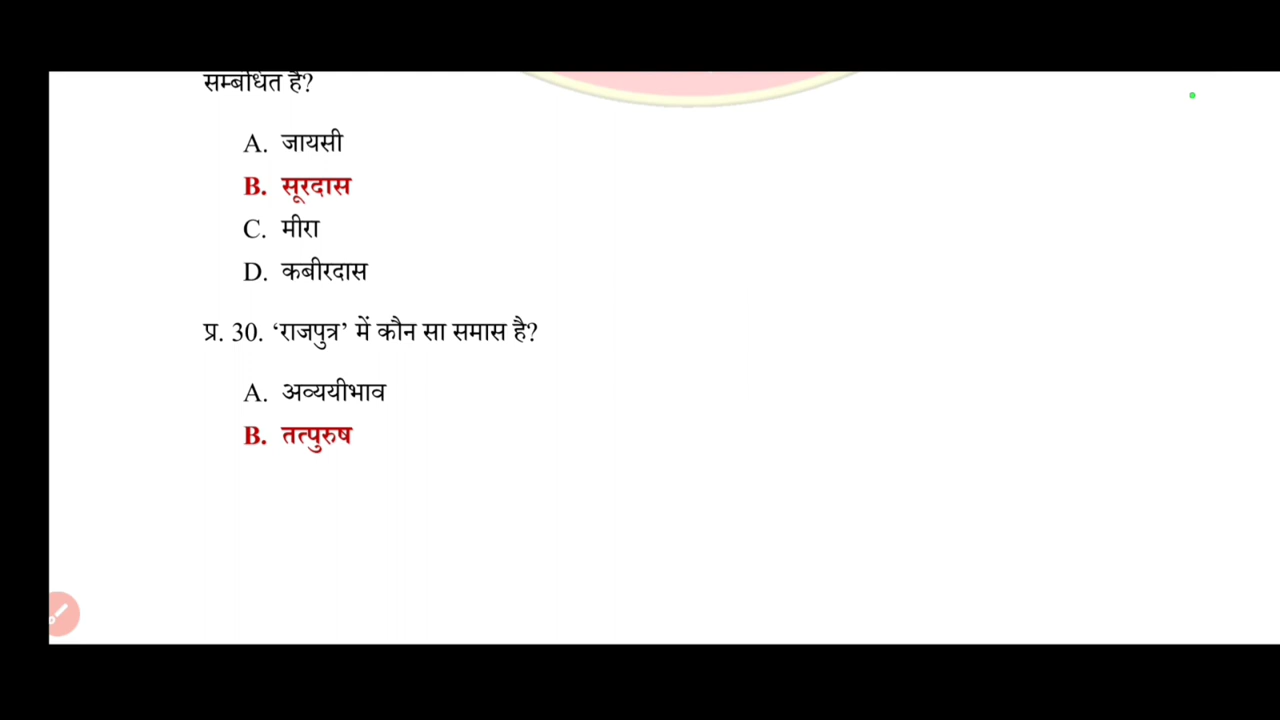 सम्बोधित है?
A. जायसी
B. सूरदास
C. मीरा
D. कबीरदास
प्र. 30. ‘राजपुत्र’ में कौन सा समास है?
A. अव्ययीभाव
B. तत्पुरुष